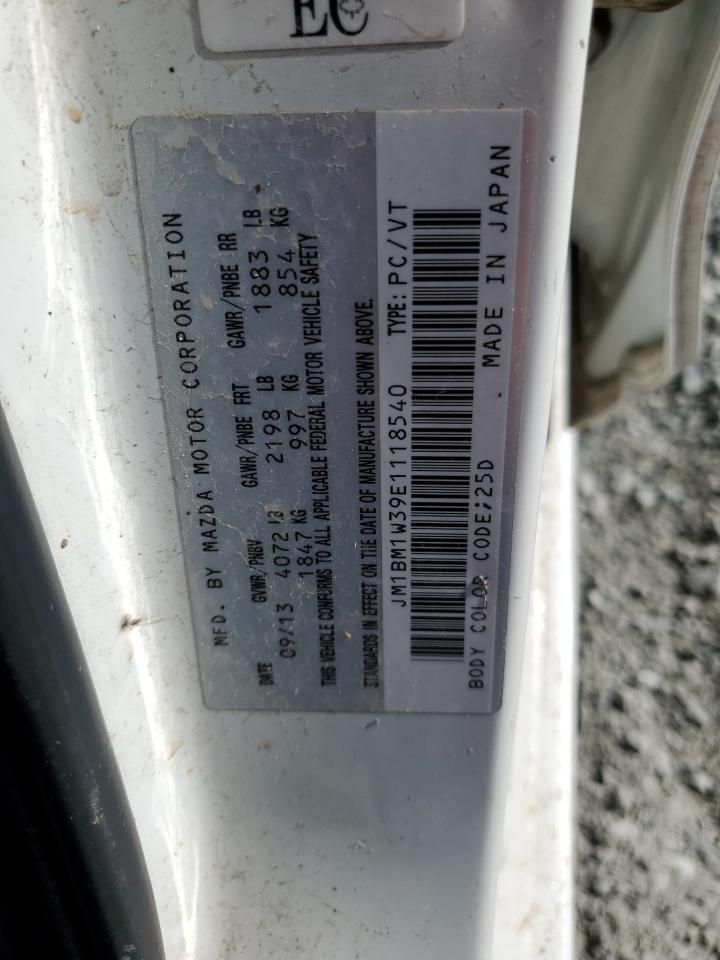 EC
MFD. BY MAZDA MOTOR CORPORATION
DATE GVWR/PNBV GAWR/PNBE FRT GAWR/PNBE RR
09/13 4072 LB 2198 LB 1883 LB
1847 KG 997 KG 854 KG
THIS VEHICLE CONFORMS TO ALL APPLICABLE FEDERAL MOTOR VEHICLE SAFETY
STANDARDS IN EFFECT ON THE DATE OF MANUFACTURE SHOWN ABOVE.
JM1BM1W39E1118540 TYPE:PC/VT
BODY COLOR CODE;25D MADE IN JAPAN